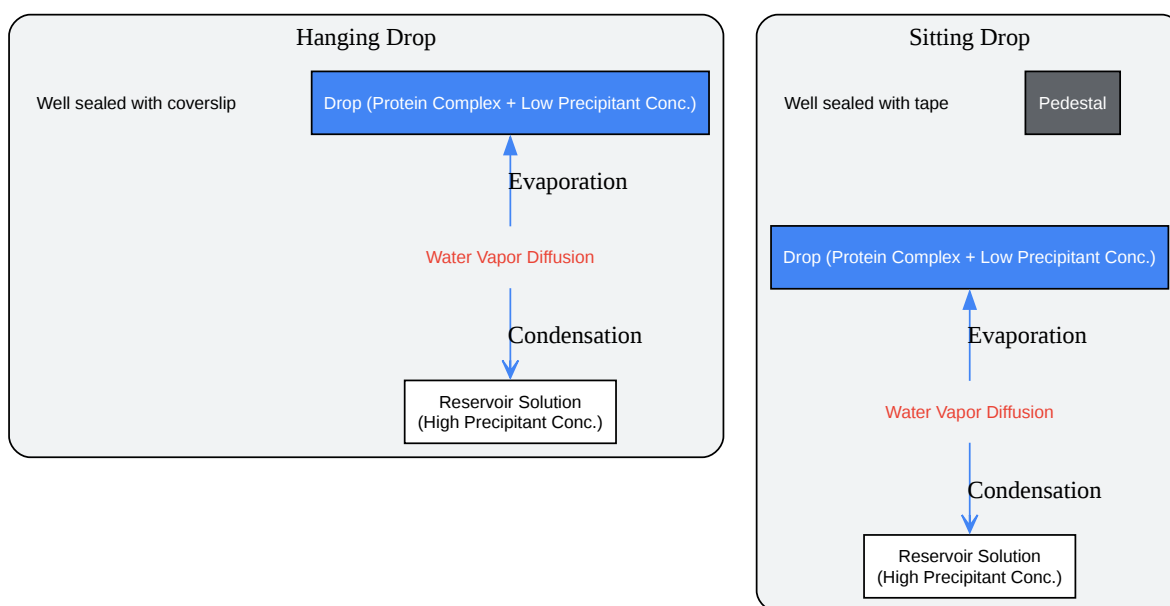 Hanging Drop
Well sealed with coverslip
Drop (Protein Complex + Low Precipitant Conc.)
Evaporation
Water Vapor Diffusion
Condensation
Reservoir Solution
(High Precipitant Conc.)
Sitting Drop
Well sealed with tape
Pedestal
Drop (Protein Complex + Low Precipitant Conc.)
Evaporation
Water Vapor Diffusion
Condensation
Reservoir Solution
(High Precipitant Conc.)